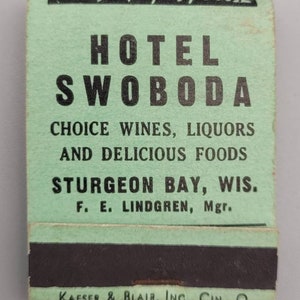 HOTEL
SWOBODA
CHOICE WINES, LIQUORS
AND DELICIOUS FOODS
STURGEON BAY, WIS.
F. E. LINDGREN, Mgr.
KAESER & BLAIR INC. CIN. O.